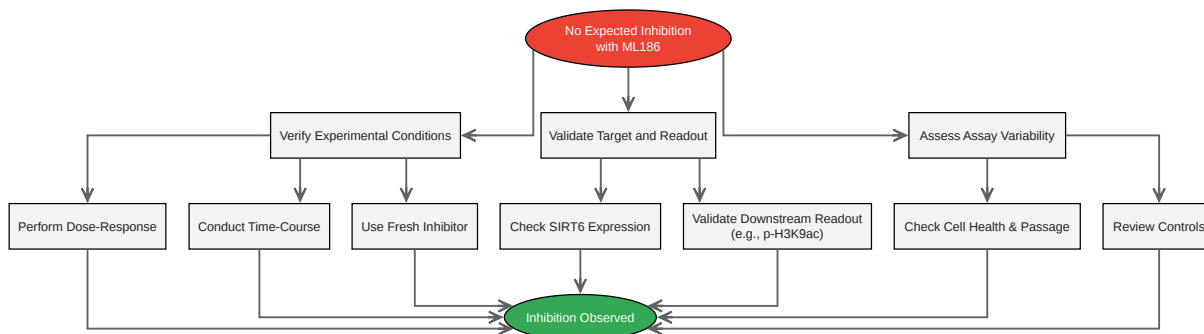 No Expected Inhibition
with ML186
Verify Experimental Conditions
Validate Target and Readout
Assess Assay Variability
Perform Dose-Response
Conduct Time-Course
Use Fresh Inhibitor
Check SIRT6 Expression
Validate Downstream Readout
(e.g., p-H3K9ac)
Check Cell Health & Passage
Review Controls
Inhibition Observed